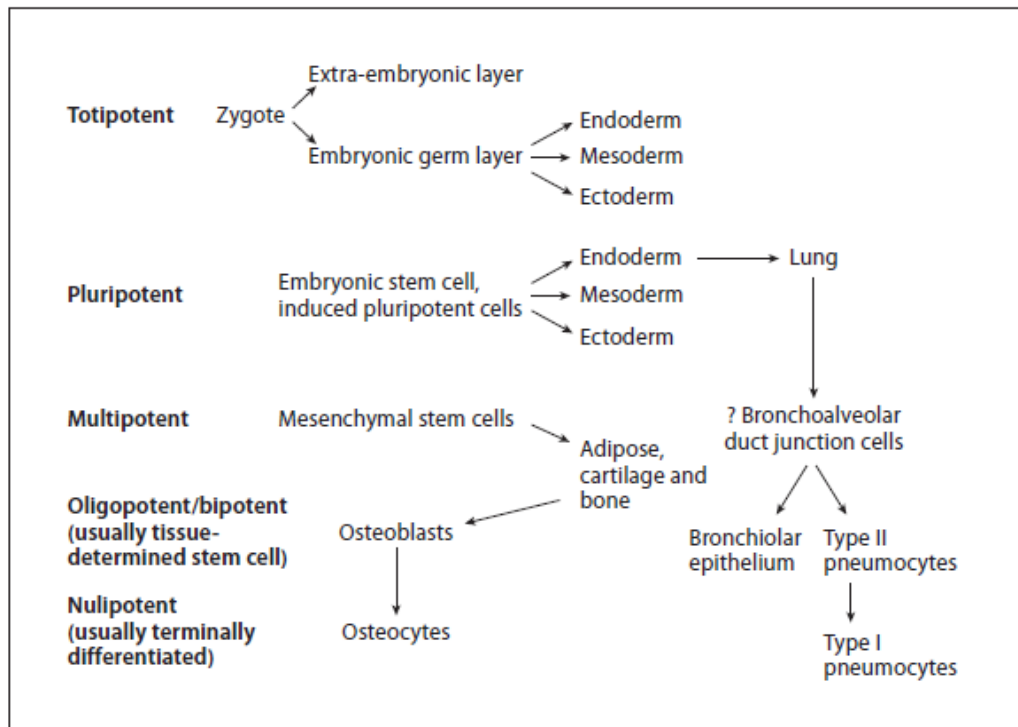 Extra-embryonic layer
Totipotent Zygote
Endoderm
Embryonic germ layer Mesoderm
Ectoderm
Endoderm Lung
Embryonic stem cell,
Pluripotent
induced pluripotent cells Mesoderm
Ectoderm
Multipotent Mesenchymal stem cells
? Bronchoalveolar
duct junction cells
Adipose,
cartilage and
bone
Oligopotent/bipotent
(usually tissue-
determined stem cell)
Osteoblasts
Bronchiolar
epithelium
Type II
pneumocytes
Nulipotent
(usually terminally
differentiated)
Osteocytes
Type I
pneumocytes